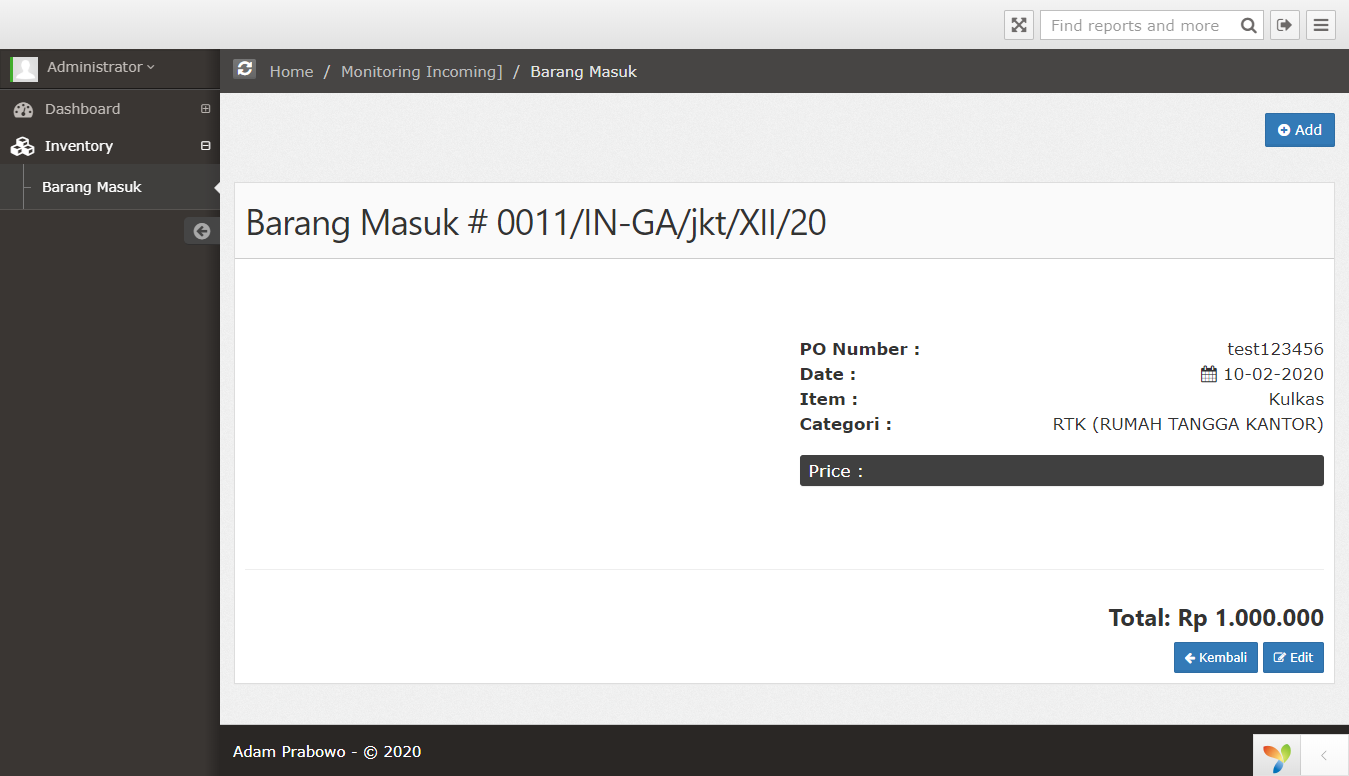 Find reports and more
Administrator
Home / Monitoring Incoming] / Barang Masuk
Dashboard
Inventory
Barang Masuk
Add
Barang Masuk # 0011/IN-GA/jkt/XII/20
PO Number : test123456
Date : 10-02-2020
Item : Kulkas
Categori : RTK (RUMAH TANGGA KANTOR)
Price :
Total: Rp 1.000.000
Kembali Edit
Adam Prabowo - © 2020